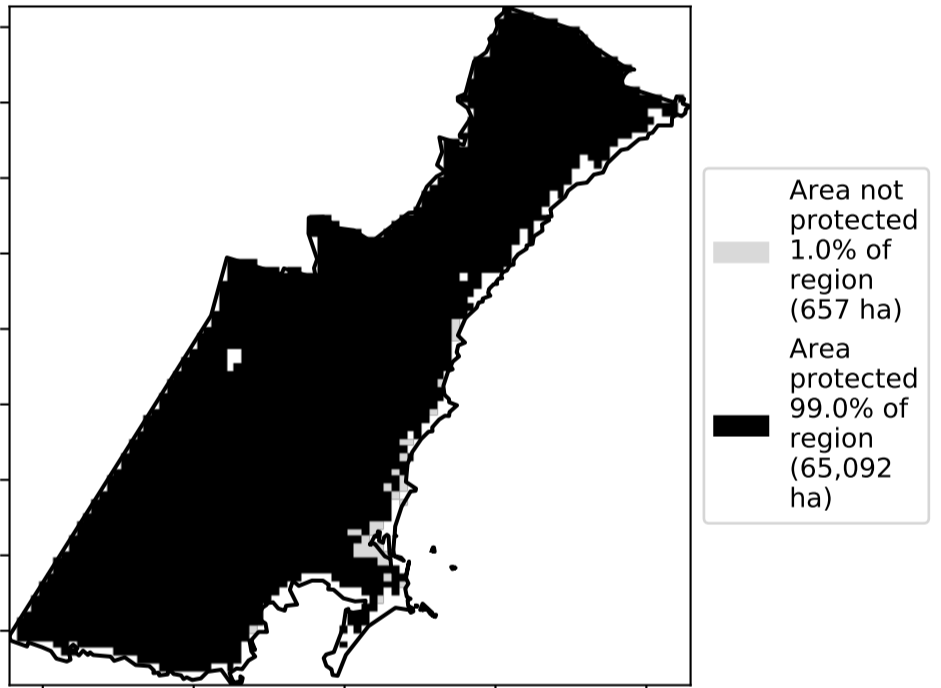 Area not
protected
1.0% of
region
(657 ha)
Area
protected
99.0% of
region
(65,092
ha)